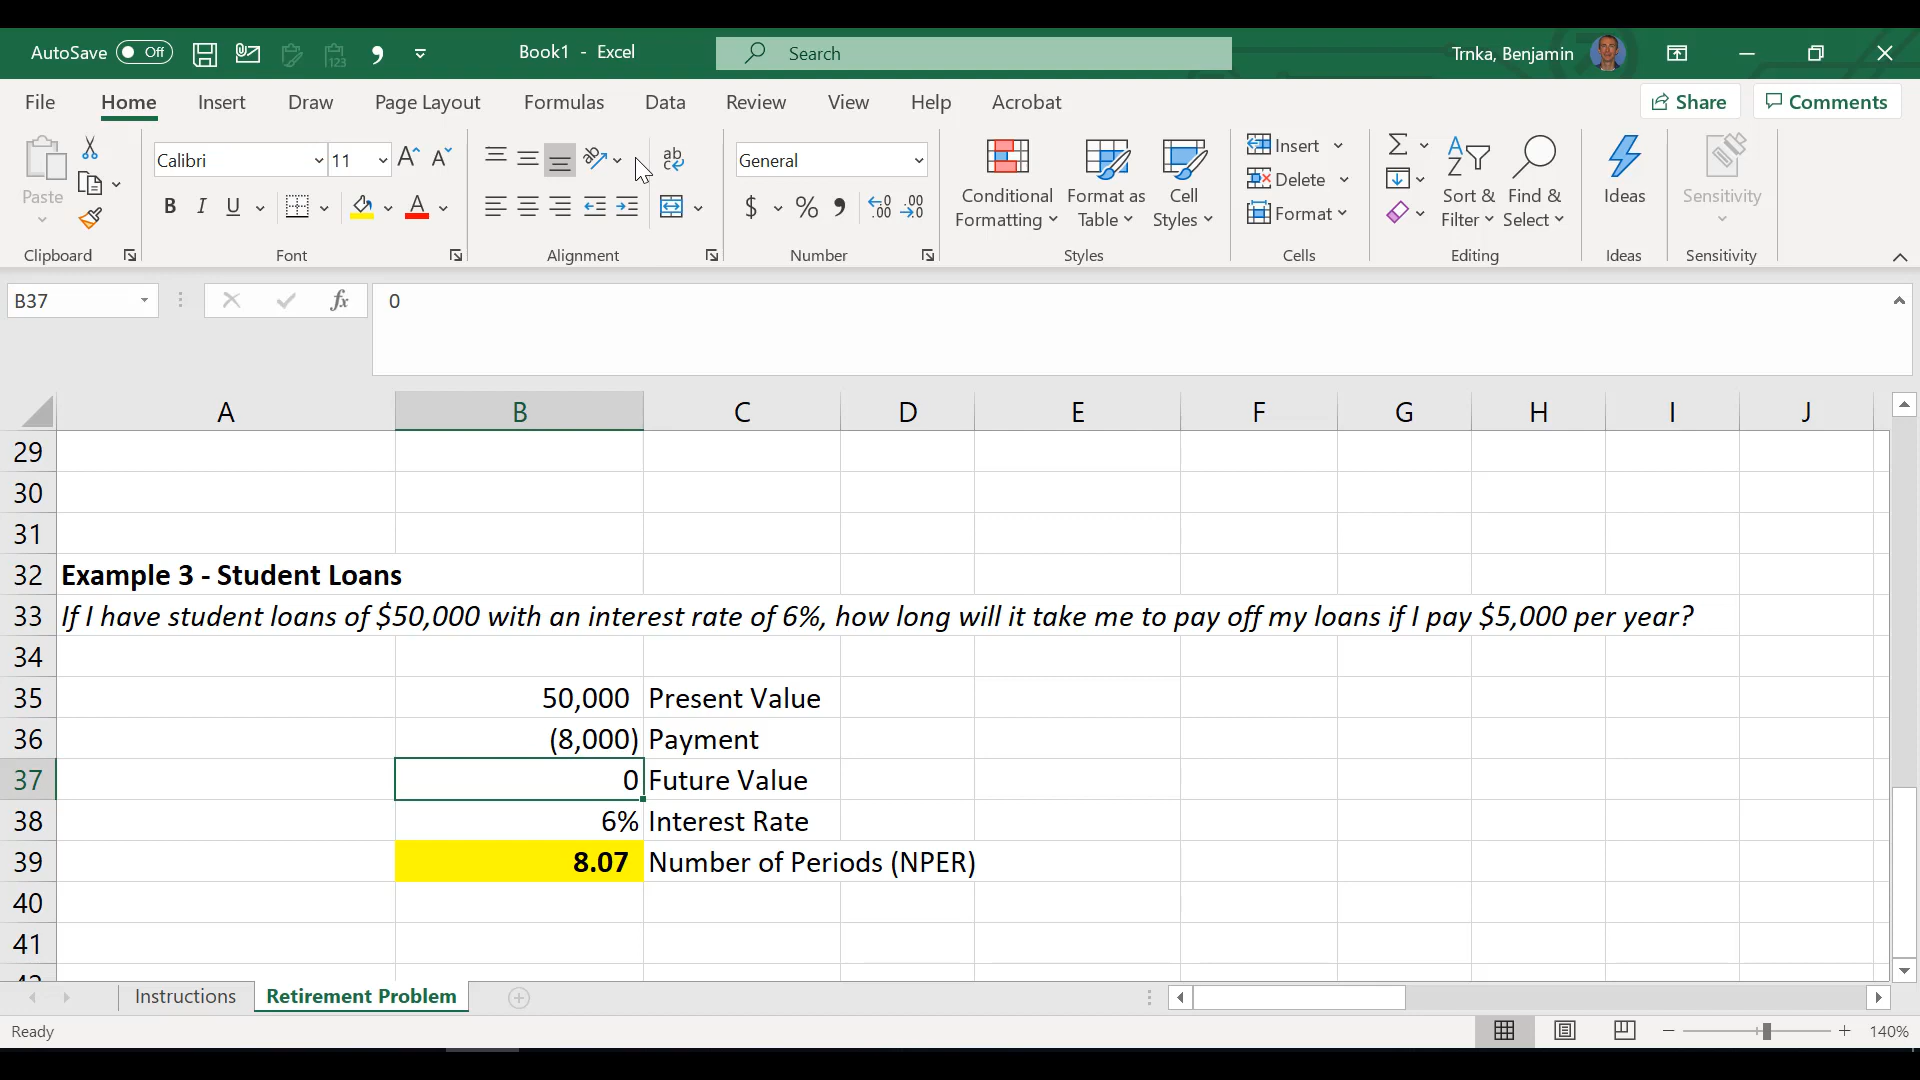 AutoSave Off Book1 - Excel Search Trnka, Benjamin
File Home Insert Draw Page Layout Formulas Data Review View Help Acrobat Share Comments
Paste
Clipboard
Calibri 11
B I U
Font
ab
Alignment
General
$ % 9
Number
Conditional Formatting
Format as Table
Cell Styles
Styles
Insert
Delete
Format
Cells
Sort & Filter
Find & Select
Editing
Ideas
Ideas
Sensitivity
Sensitivity
B37 fx 0
A B C D E F G H I J
29
30
31
32 Example 3 - Student Loans
33 If I have student loans of $50,000 with an interest rate of 6%, how long will it take me to pay off my loans if I pay $5,000 per year?
34
35 50,000 Present Value
36 (8,000) Payment
37 0 Future Value
38 6% Interest Rate
39 8.07 Number of Periods (NPER)
40
41
Instructions Retirement Problem
Ready 140%